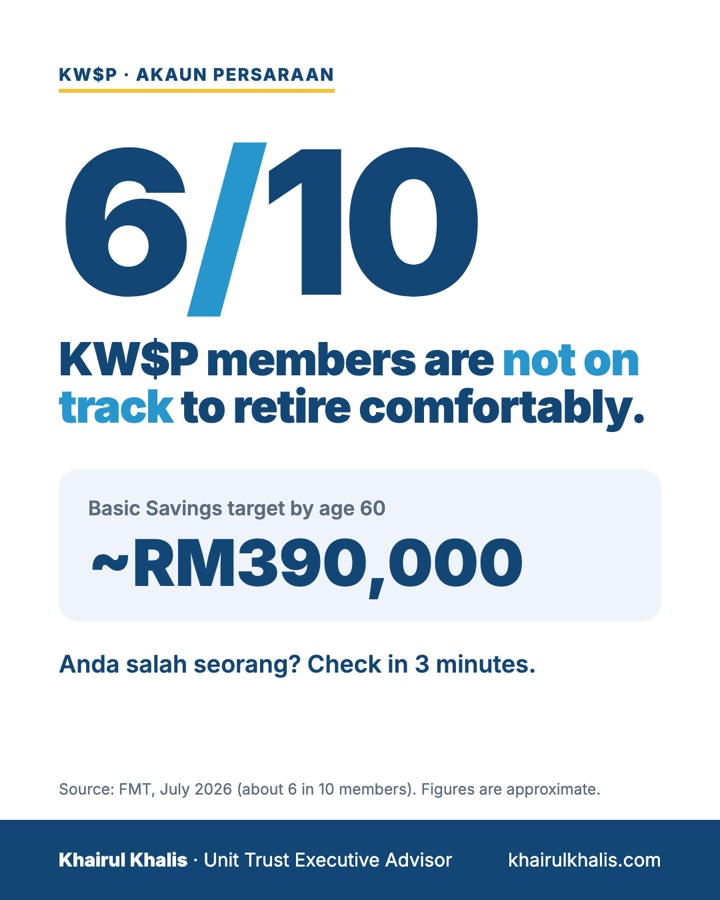 KW$P · AKAUN PERSARAAN
6/10
KW$P members are not on
track to retire comfortably.
Basic Savings target by age 60
~RM390,000
Anda salah seorang? Check in 3 minutes.
Source: FMT, July 2026 (about 6 in 10 members). Figures are approximate.
Khairul Khalis · Unit Trust Executive Advisor
khairulkhalis.com